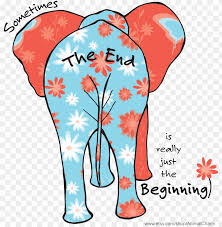 Sometimes
The End
is
really
just
the
Beginning)